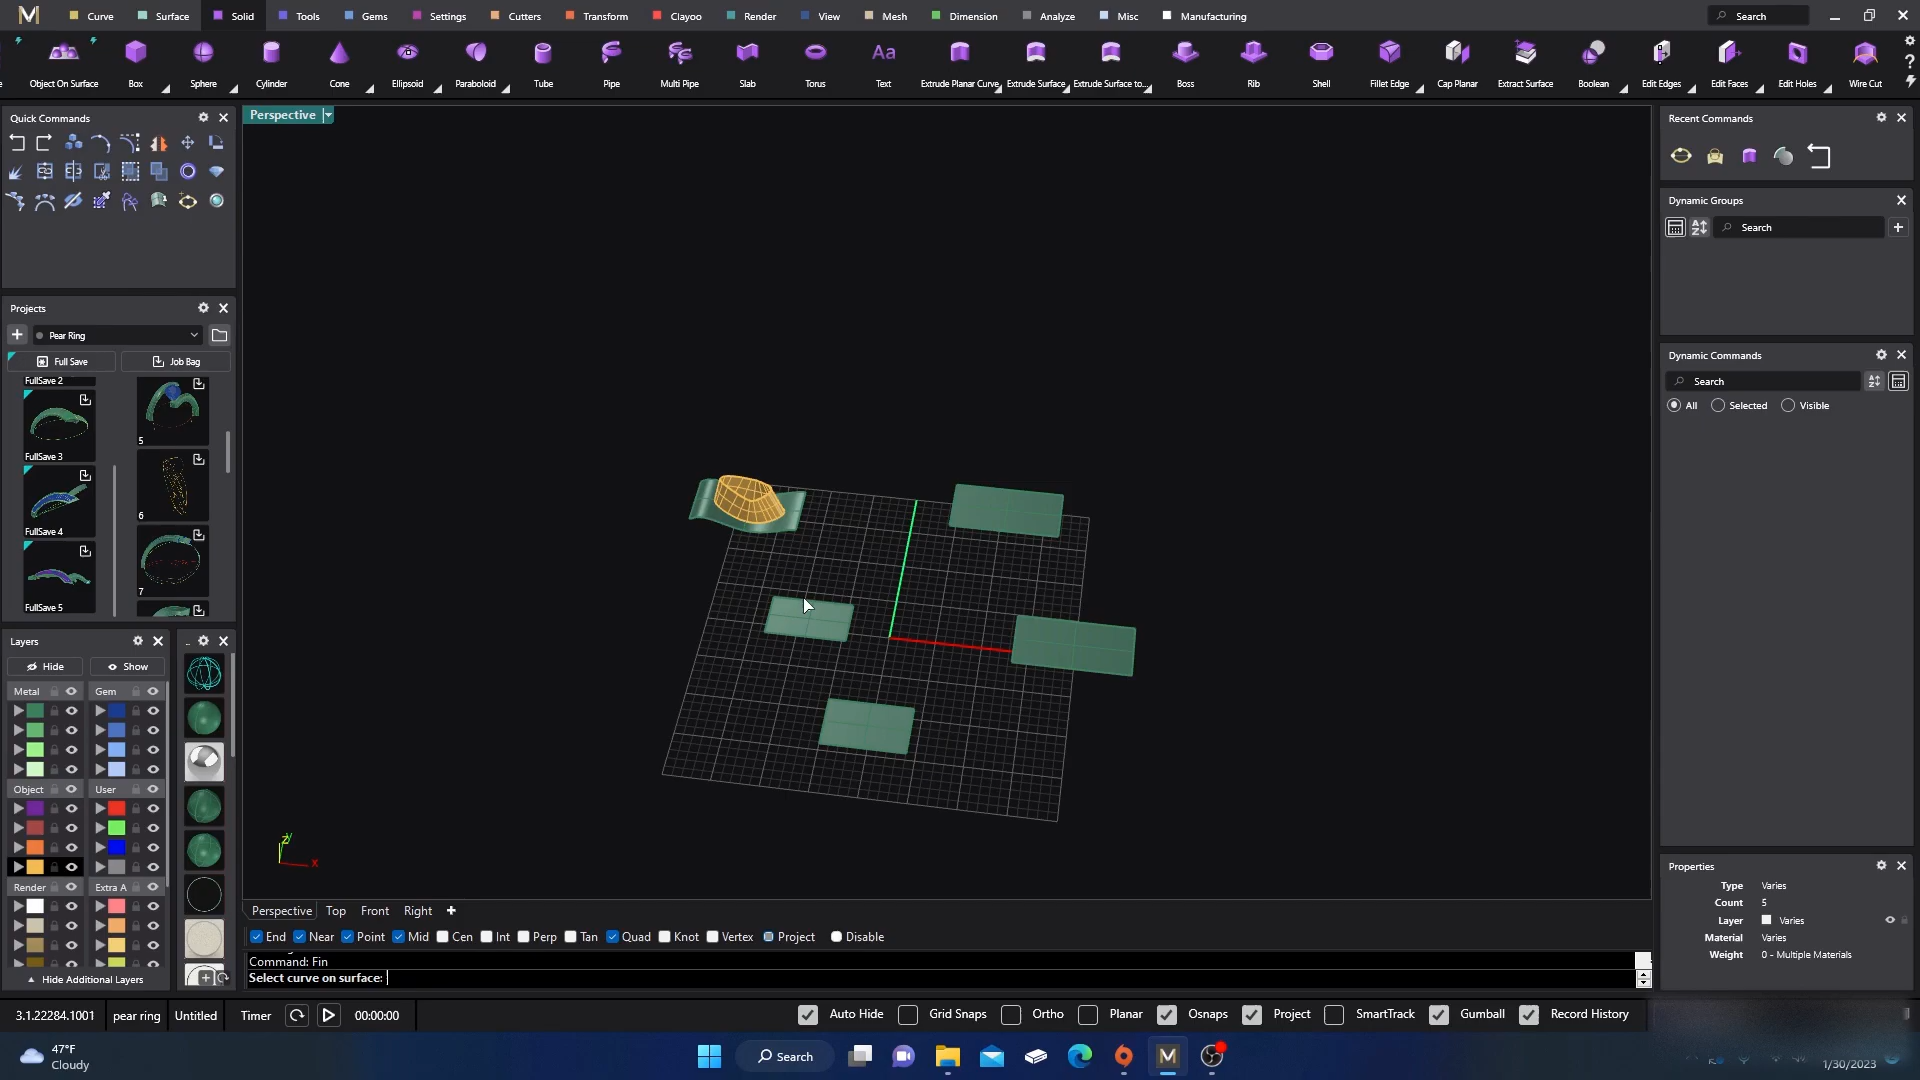 Curve
Surface
Solid
Tools
Gems
Settings
Cutters
Transform
Clayoo
Render
View
Mesh
Dimension
Analyze
Misc
Manufacturing
Search
Object On Surface
Box
Sphere
Cylinder
Cone
Ellipsoid
Paraboloid
Tube
Pipe
Multi Pipe
Slab
Torus
Text
Extrude Planar Curve
Extrude Surface
Extrude Surface to...
Boss
Rib
Shell
Fillet Edge
Cap Planar
Extract Surface
Boolean
Edit Edges
Edit Faces
Edit Holes
Wire Cut
Quick Commands
Projects
Pear Ring
Full Save
Job Bag
FullSave 2
FullSave 3
FullSave 4
FullSave 5
5
6
7
Layers
Hide
Show
Metal
Gem
Object
User
Render
Extra A
Hide Additional Layers
Perspective
z
y
x
Perspective
Top
Front
Right
End
Near
Point
Mid
Cen
Int
Perp
Tan
Quad
Knot
Vertex
Project
Disable
Command: Fin
Select curve on surface:
Recent Commands
Dynamic Groups
Search
Dynamic Commands
Search
All
Selected
Visible
Properties
Type Varies
Count 5
Layer Varies
Material Varies
Weight 0 - Multiple Materials
3.1.22284.1001
pear ring
Untitled
Timer
00:00:00
Auto Hide
Grid Snaps
Ortho
Planar
Osnaps
Project
SmartTrack
Gumball
Record History
47°F
Cloudy
Search
1/30/2023